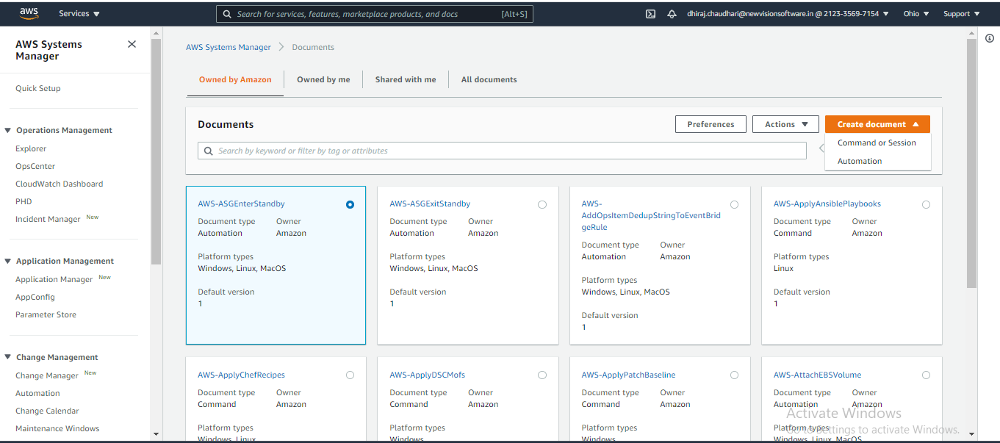 aws Services Search for services, features, marketplace products, and docs [Alt+S] dhiraj.chaudhari@newvisionsoftware.in @ 2123-3569-7154 Ohio Support
AWS Systems
Manager
Quick Setup
Operations Management
Explorer
OpsCenter
CloudWatch Dashboard
PHD
Incident Manager New
Application Management
Application Manager New
AppConfig
Parameter Store
Change Management
Change Manager New
Automation
Change Calendar
Maintenance Windows
AWS Systems Manager > Documents
Owned by Amazon Owned by me Shared with me All documents
Documents Preferences Actions Create document
Command or Session
Automation
Search by keyword or filter by tag or attributes
AWS-ASGEnterStandby
Document type Owner
Automation Amazon
Platform types
Windows, Linux, MacOS
Default version
1
AWS-ASGExitStandby
Document type Owner
Automation Amazon
Platform types
Windows, Linux, MacOS
Default version
1
AWS-
AddOpsItemDedupStringToEventBrid
geRule
Document type Owner
Automation Amazon
Platform types
Windows, Linux, MacOS
Default version
1
AWS-ApplyAnsiblePlaybooks
Document type Owner
Command Amazon
Platform types
Linux
Default version
1
AWS-ApplyChefRecipes
Document type Owner
Command Amazon
Platform types
Windows, Linux
AWS-ApplyDSCMofs
Document type Owner
Command Amazon
Platform types
Windows
AWS-ApplyPatchBaseline
Document type Owner
Command Amazon
Platform types
Windows
AWS-AttachEBSVolume
Document type Owner
Automation Amazon
Platform types
Windows, Linux, MacOS
Activate Windows
Go to Settings to activate Windows.